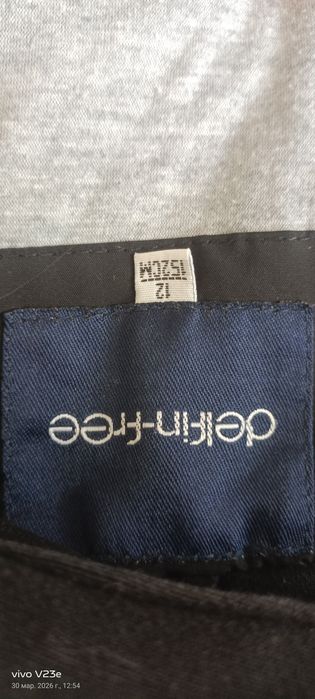 12
152CM
delfin-free
vivo V23e
30 мар. 2026 г., 12:54